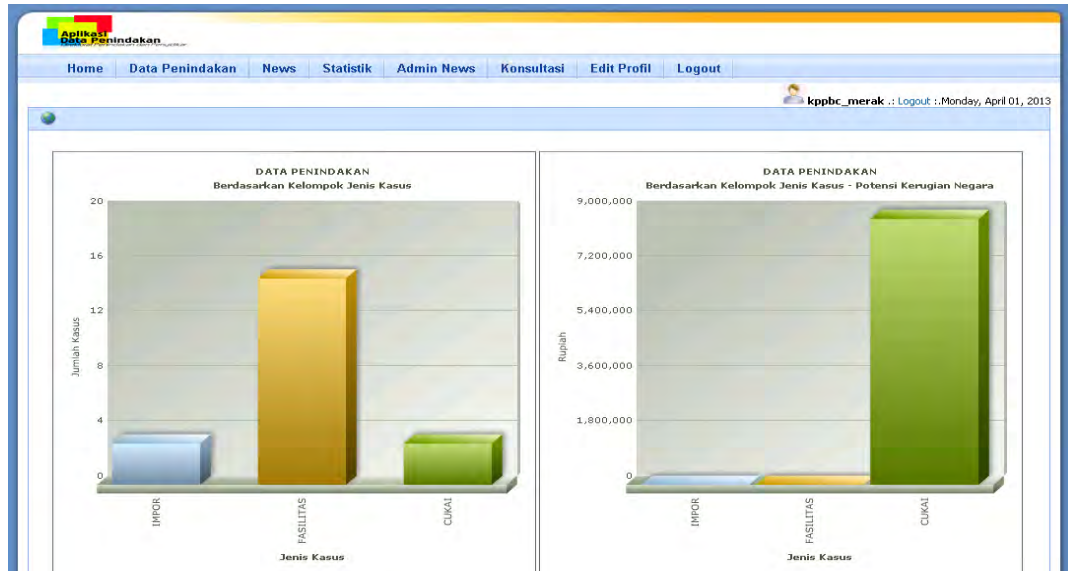 Aplikasi
Data Penindakan
Home Data Penindakan News Statistik Admin News Konsultasi Edit Profil Logout
kppbc_merak .: Logout :.Monday, April 01, 2013
DATA PENINDAKAN
Berdasarkan Kelompok Jenis Kasus
20
16
12
8
4
0
Jumlah Kasus
IMPOR
FASILITAS
CUKAI
Jenis Kasus
DATA PENINDAKAN
Berdasarkan Kelompok Jenis Kasus - Potensi Kerugian Negara
9,000,000
7,200,000
5,400,000
3,600,000
1,800,000
0
Rupiah
IMPOR
FASILITAS
CUKAI
Jenis Kasus